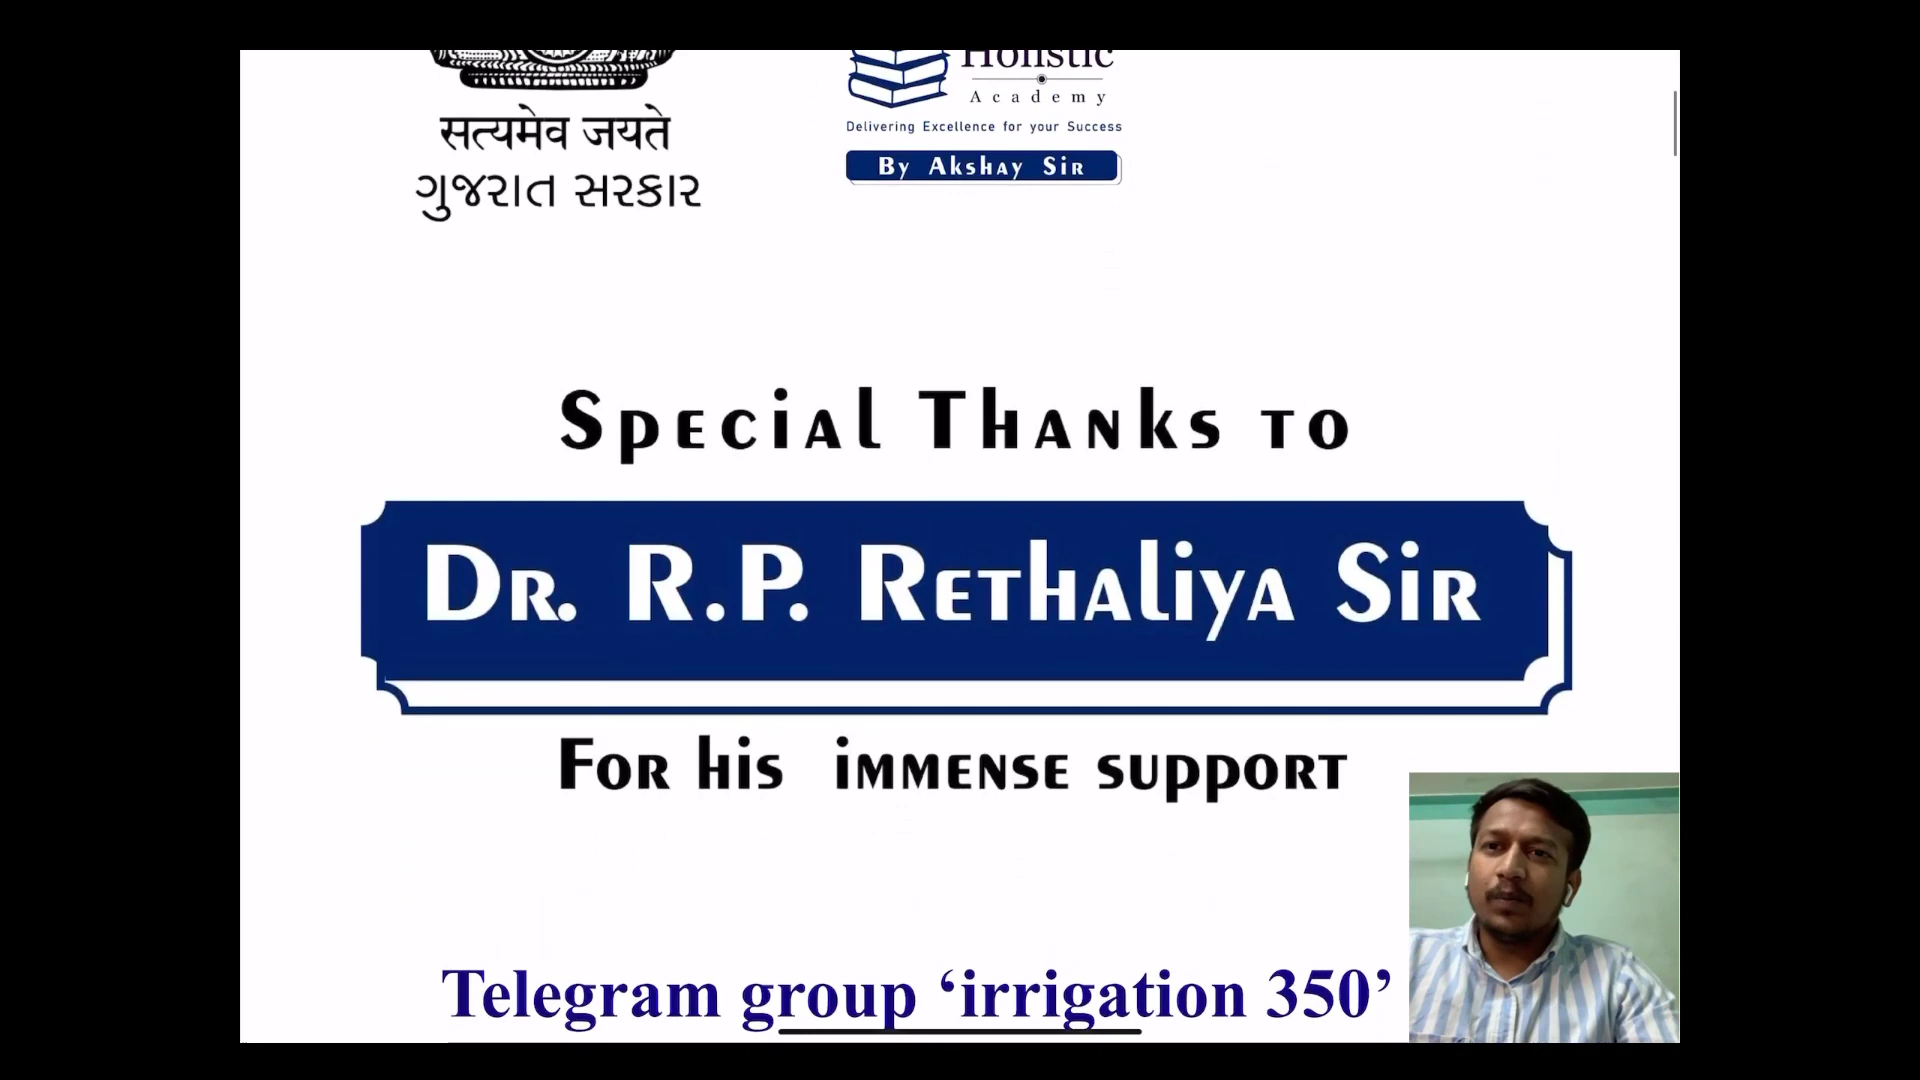 Holistic
Academy
Delivering Excellence for your Success
By Akshay Sir
सत्यमेव जयते
ગુજરાત સરકાર
Special Thanks to
Dr. R.P. Rethaliya Sir
For his immense support
Telegram group ‘irrigation 350’